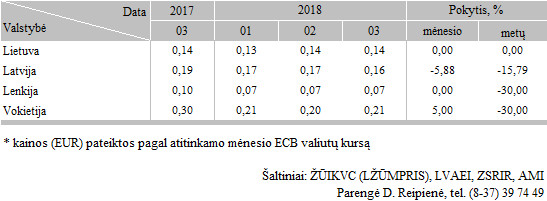 Data 2017 2018 Pokytis, %
Valstybė 03 01 02 03 mėnesio metų
Lietuva 0,14 0,13 0,14 0,14 0,00 0,00
Latvija 0,19 0,17 0,17 0,16 -5,88 -15,79
Lenkija 0,10 0,07 0,07 0,07 0,00 -30,00
Vokietija 0,30 0,21 0,20 0,21 5,00 -30,00
* kainos (EUR) pateiktos pagal atitinkamo mėnesio ECB valiutų kursą
Šaltiniai: ŽŪIKVC (LŽŪMPRIS), LVAEI, ZSRIR, AMI
Parengė D. Reipienė, tel. (8-37) 39 74 49